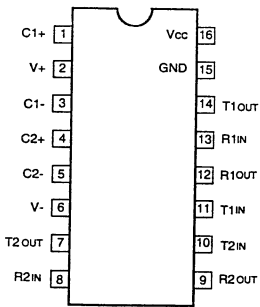 C1+ 1 Vcc 16
V+ 2 GND 15
C1- 3 14 T1OUT
C2+ 4 13 R1IN
C2- 5 12 R1OUT
V- 6 11 T1IN
T2OUT 7 10 T2IN
R2IN 8 9 R2OUT